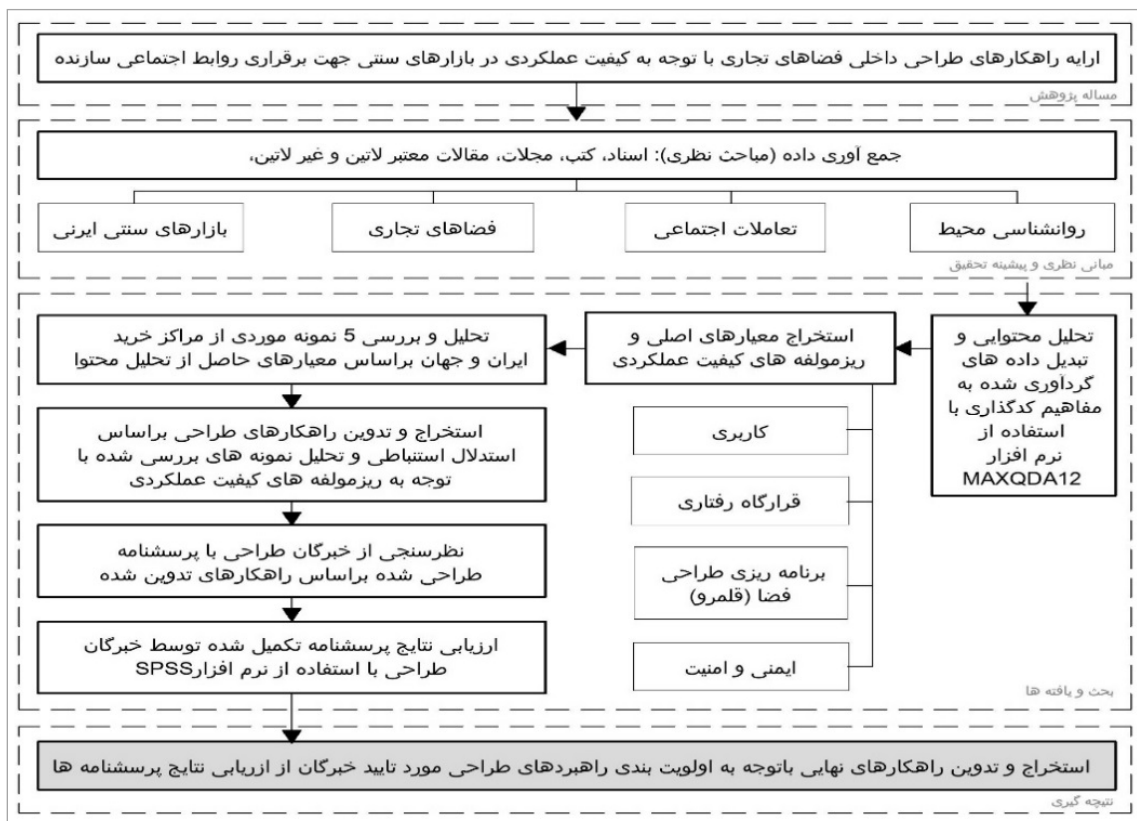 ارایه راهکارهای طراحی داخلی فضاهای تجاری با توجه به کیفیت عملکردی در بازارهای سنتی جهت برقراری روابط اجتماعی سازنده
مساله پژوهش
جمع آوری داده (مباحث نظری): اسناد، کتب، مجلات، مقالات معتبر لاتین و غیر لاتین،
روانشناسی محیط
تعاملات اجتماعی
فضاهای تجاری
بازارهای سنتی ایرنی
مبانی نظری و پیشینه تحقیق
تحلیل محتوایی و
تبدیل داده های
گردآوری شده به
مفاهیم کدگذاری با
استفاده از
نرم افزار
MAXQDA12
استخراج معیارهای اصلی و
ریزمولفه های کیفیت عملکردی
کاربری
قرارگاه رفتاری
برنامه ریزی طراحی
فضا (قلمرو)
ایمنی و امنیت
تحلیل و بررسی 5 نمونه موردی از مراکز خرید
ایران و جهان براساس معیارهای حاصل از تحلیل محتوا
استخراج و تدوین راهکارهای طراحی براساس
استدلال استنباطی و تحلیل نمونه های بررسی شده با
توجه به ریزمولفه های کیفیت عملکردی
نظرسنجی از خبرگان طراحی با پرسشنامه
طراحی شده براساس راهکارهای تدوین شده
ارزیابی نتایج پرسشنامه تکمیل شده توسط خبرگان
طراحی با استفاده از نرم افزارSPSS
بحث و یافته ها
استخراج و تدوین راهکارهای نهایی باتوجه به اولویت بندی راهبردهای طراحی مورد تایید خبرگان از ازریابی نتایج پرسشنامه ها
نتیجه گیری